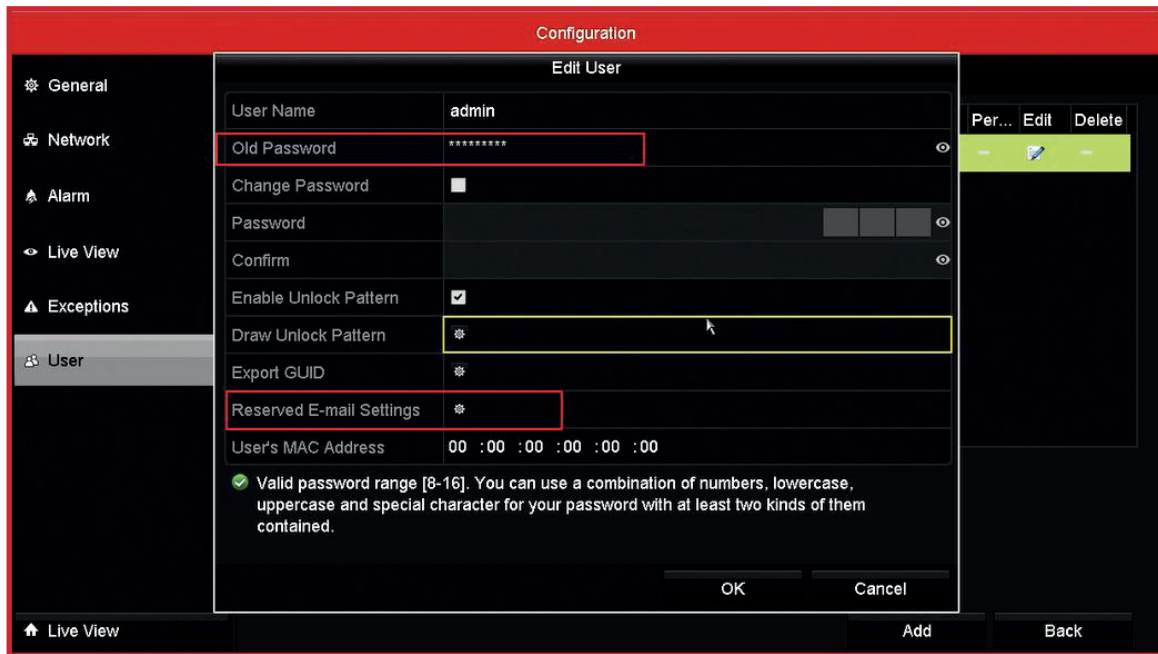 Configuration
Edit User
General
Network
Alarm
Live View
Exceptions
User
User Name admin
Old Password *********
Change Password
Password
Confirm
Enable Unlock Pattern
Draw Unlock Pattern
Export GUID
Reserved E-mail Settings
User's MAC Address 00 :00 :00 :00 :00 :00
Valid password range [8-16]. You can use a combination of numbers, lowercase,
uppercase and special character for your password with at least two kinds of them
contained.
OK Cancel
Per... Edit Delete
Live View
Add Back